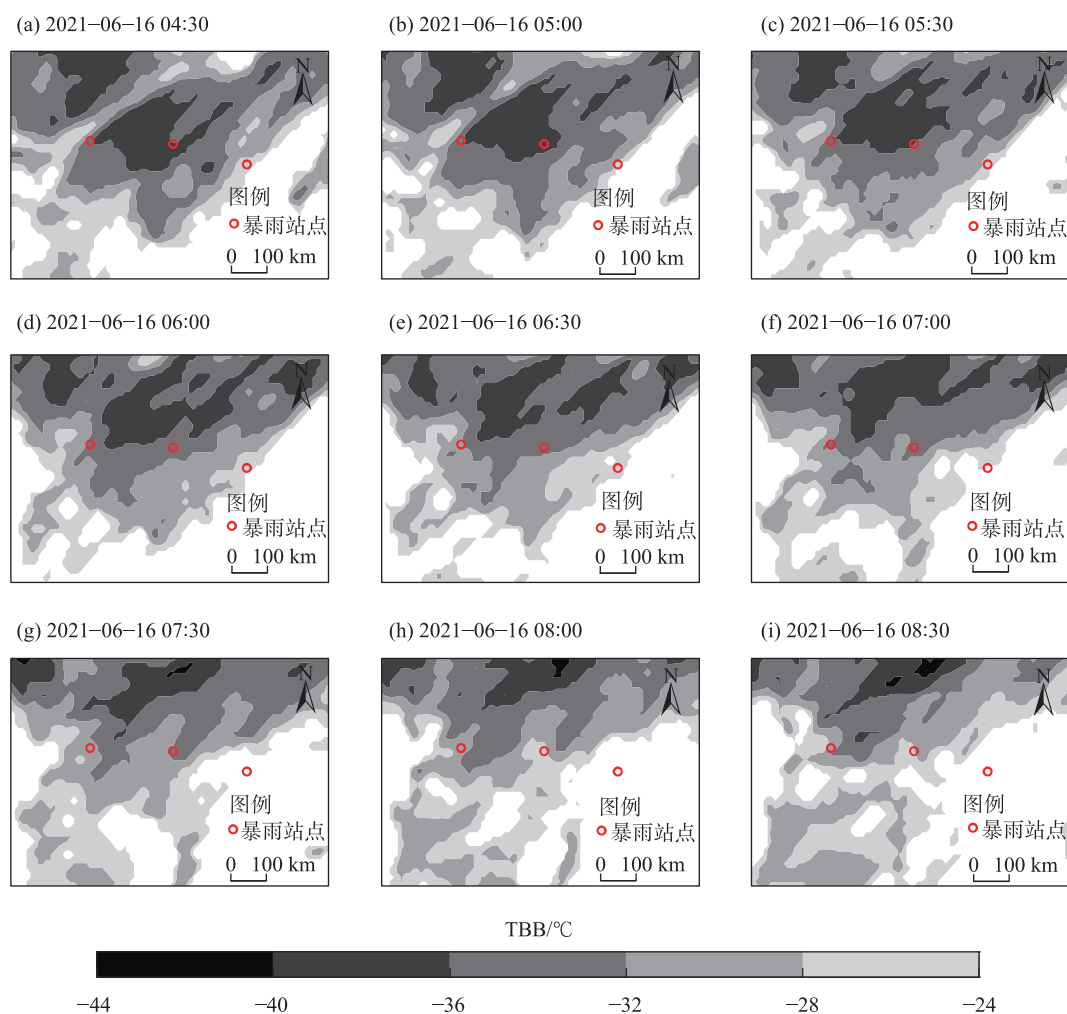 (a) 2021−06−16 04∶30
(b) 2021−06−16 05∶00
(c) 2021−06−16 05∶30
N
图例
暴雨站点
0 100 km
N
图例
暴雨站点
0 100 km
N
图例
暴雨站点
0 100 km
(d) 2021−06−16 06∶00
(e) 2021−06−16 06∶30
(f) 2021−06−16 07∶00
N
图例
暴雨站点
0 100 km
N
图例
暴雨站点
0 100 km
N
图例
暴雨站点
0 100 km
(g) 2021−06−16 07∶30
(h) 2021−06−16 08∶00
(i) 2021−06−16 08∶30
N
图例
暴雨站点
0 100 km
N
图例
暴雨站点
0 100 km
N
图例
暴雨站点
0 100 km
TBB/℃
−44 −40 −36 −32 −28 −24